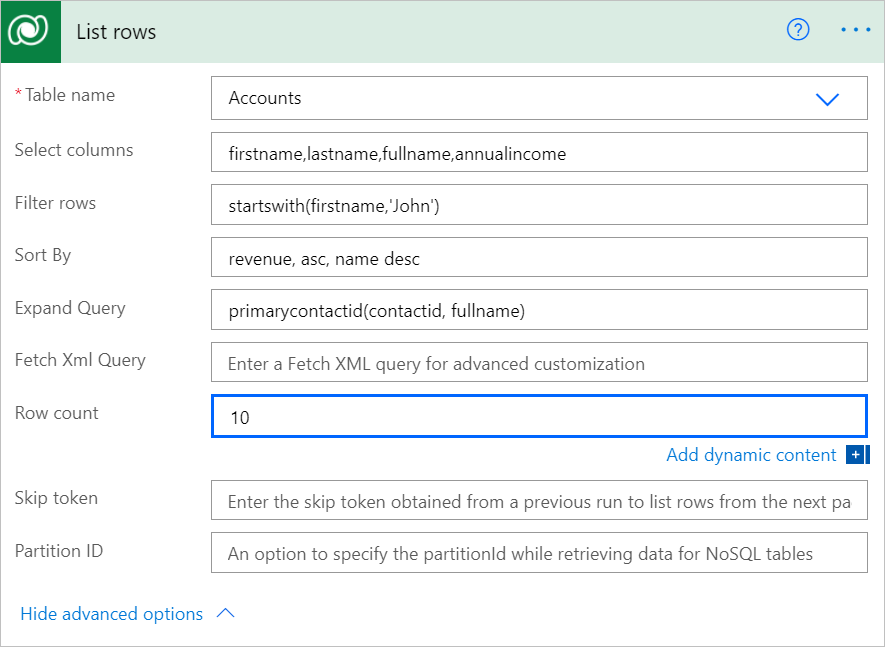 List rows
?
* Table name
Accounts
Select columns
firstname,lastname,fullname,annualincome
Filter rows
startswith(firstname,'John')
Sort By
revenue, asc, name desc
Expand Query
primarycontactid(contactid, fullname)
Fetch Xml Query
Enter a Fetch XML query for advanced customization
Row count
10
Add dynamic content
Skip token
Enter the skip token obtained from a previous run to list rows from the next pa
Partition ID
An option to specify the partitionId while retrieving data for NoSQL tables
Hide advanced options